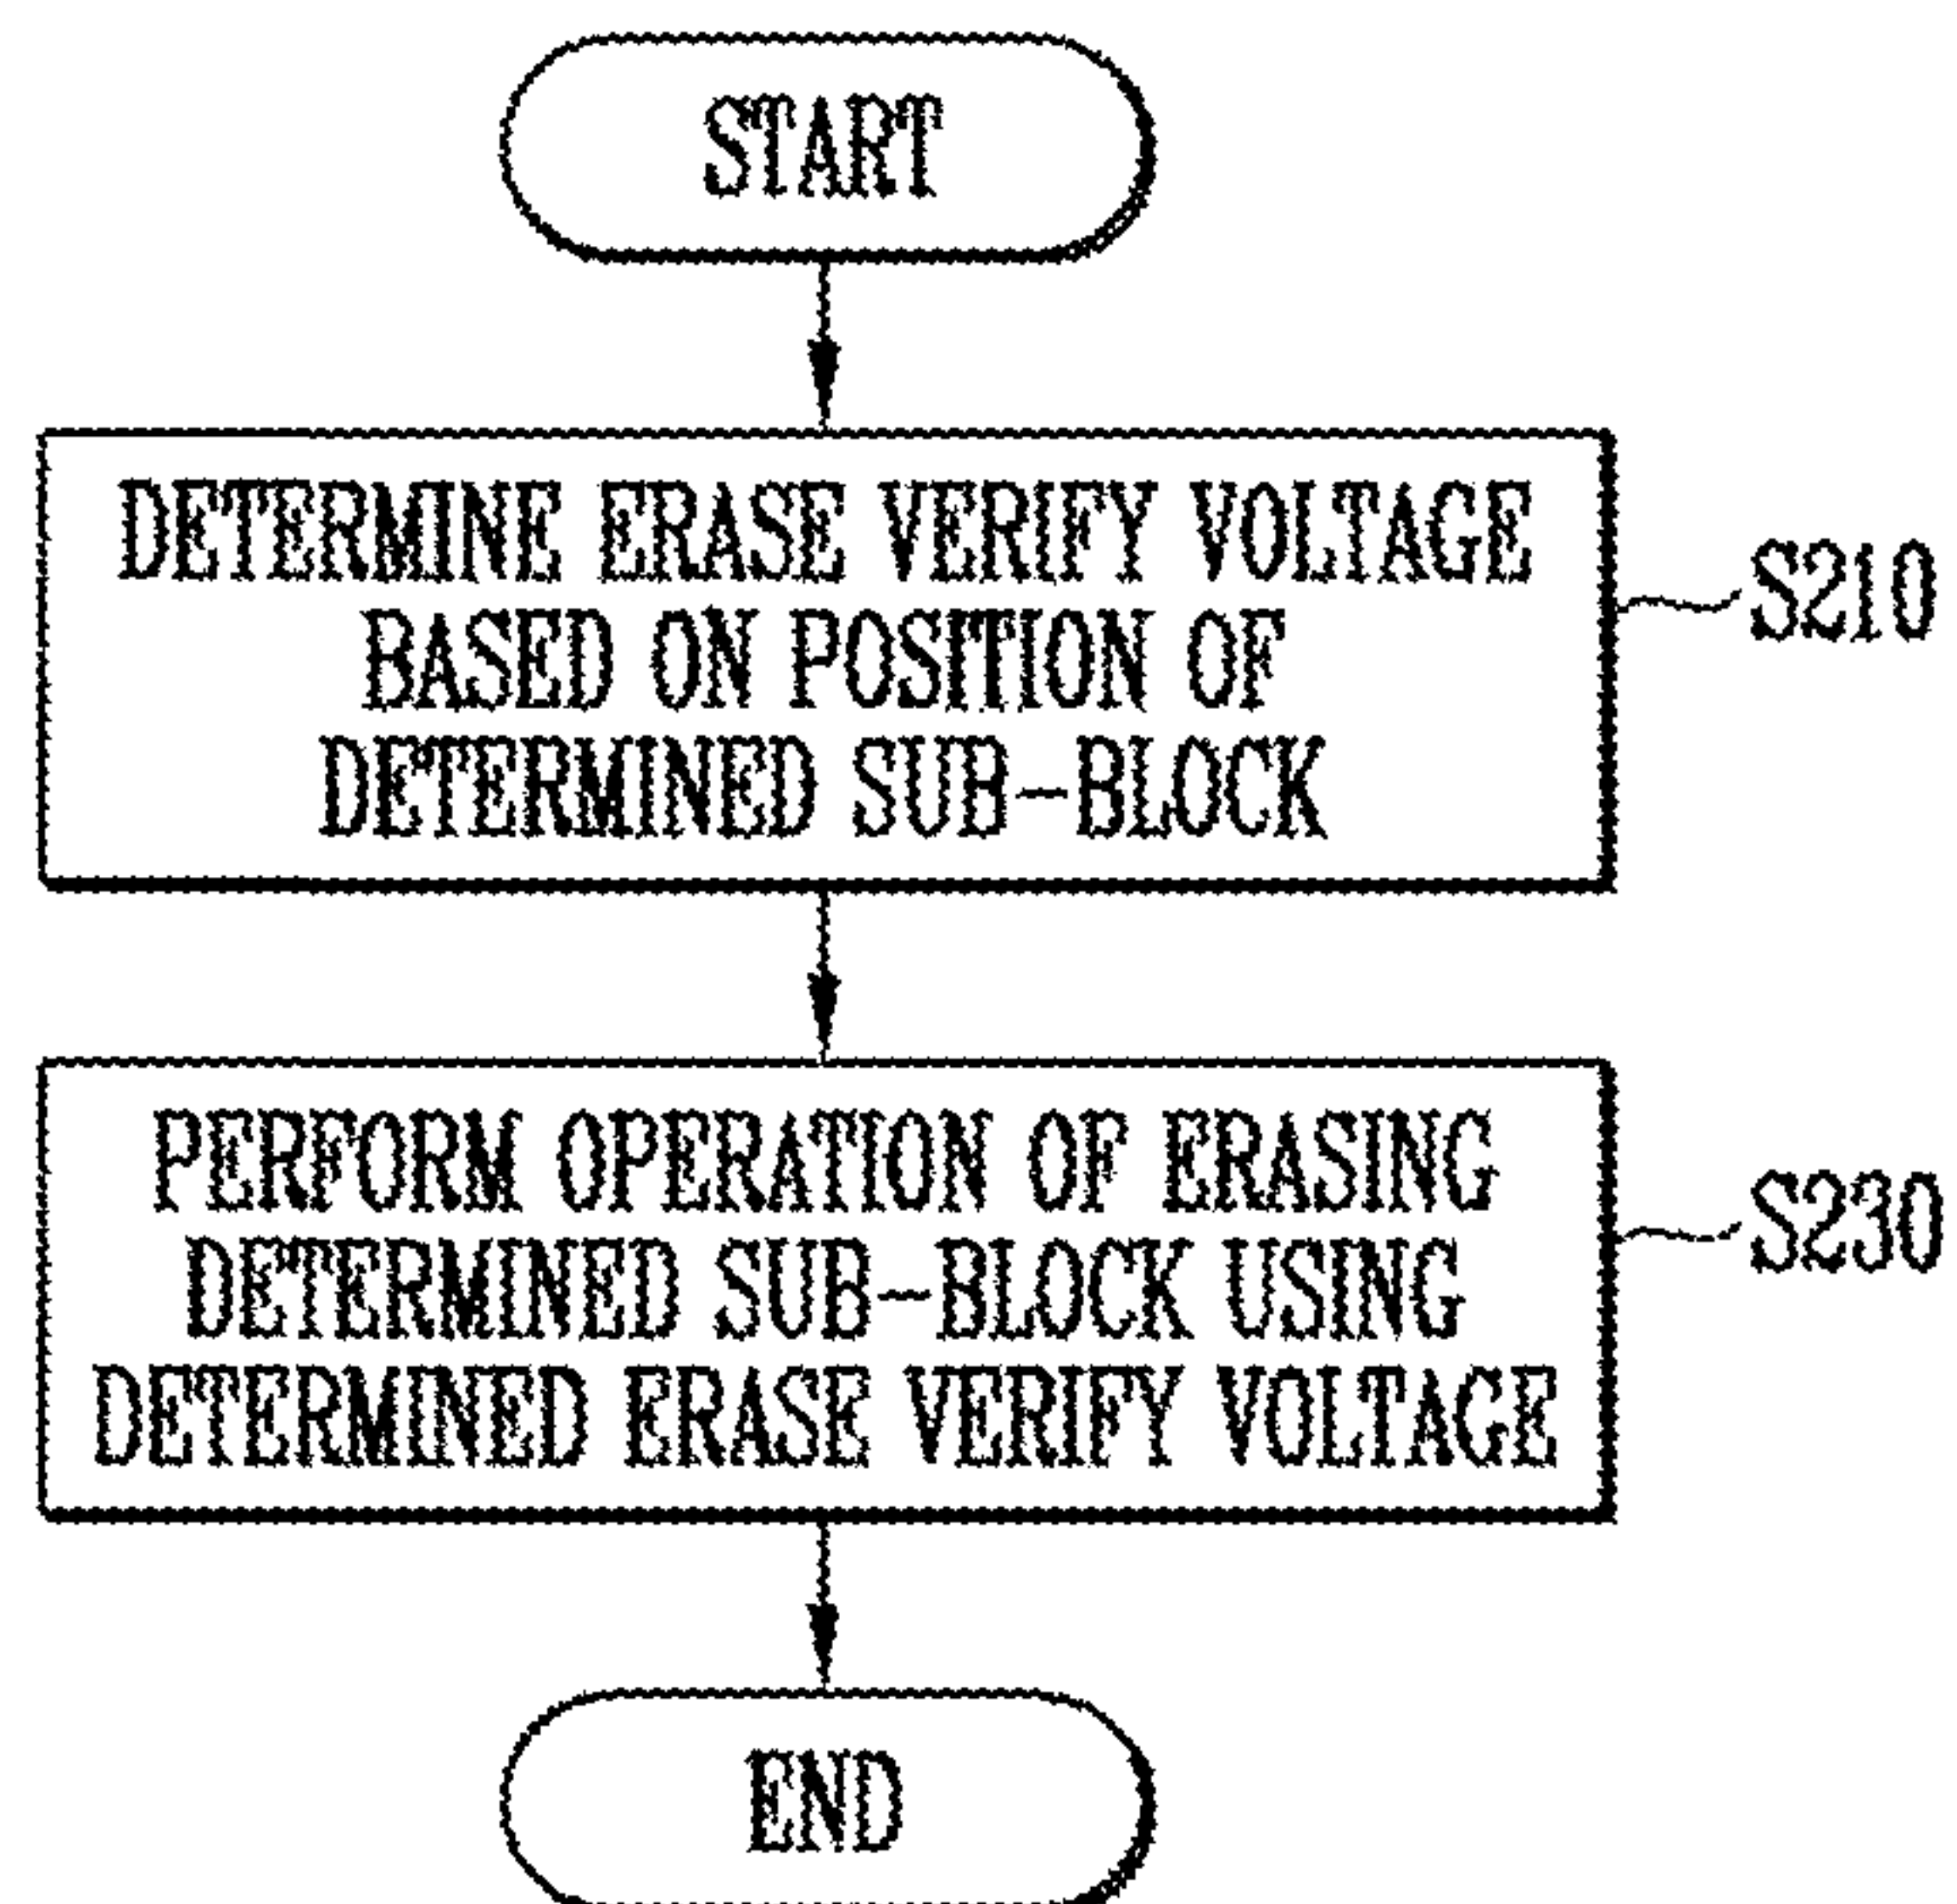 START
DETERMINE ERASE VERIFY VOLTAGE
BASED ON POSITION OF
DETERMINED SUB-BLOCK
S210
PERFORM OPERATION OF ERASING
DETERMINED SUB-BLOCK USING
DETERMINED ERASE VERIFY VOLTAGE
S230
END